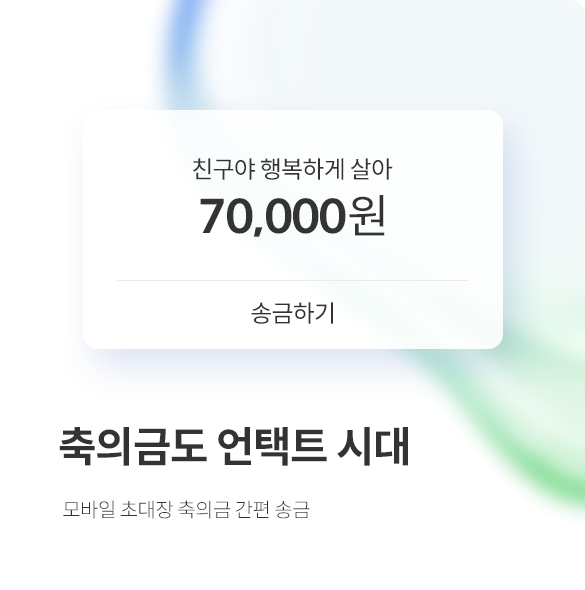 친구야 행복하게 살아
70,000원
송금하기
축의금도 언택트 시대
모바일 초대장 축의금 간편 송금